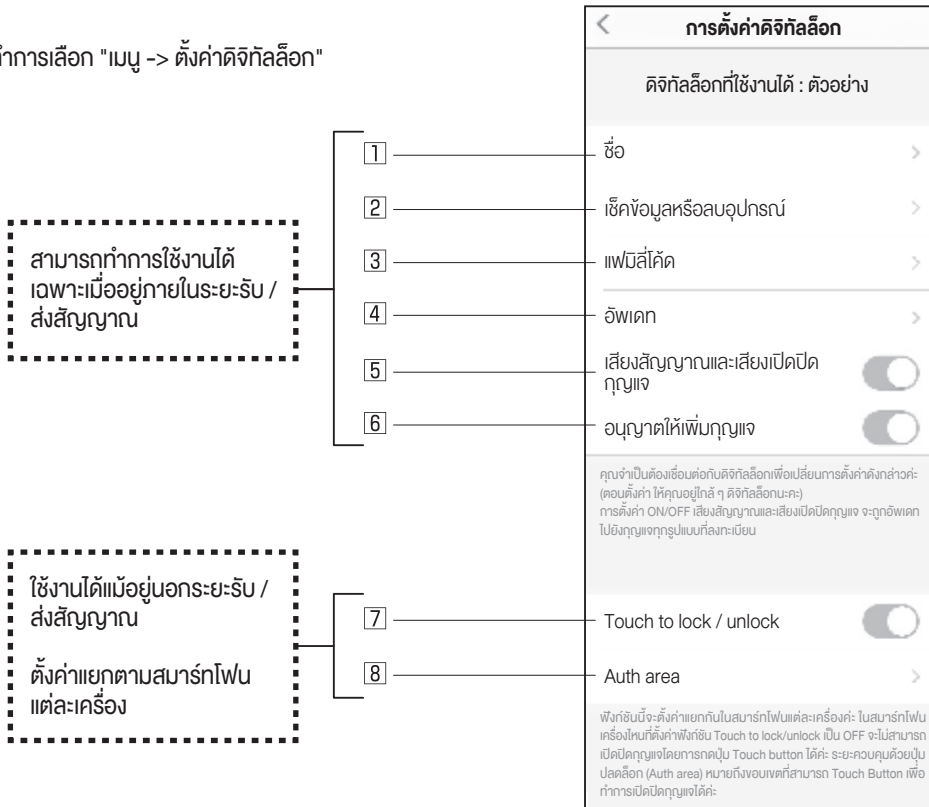 การตั้งค่าดิจิทัลล็อก
ทำการเลือก "เมนู -> ตั้งค่าดิจิทัลล็อก"
ดิจิทัลล็อกที่ใช้งานได้ : ตัวอย่าง
1 ชื่อ
2 เช็คข้อมูลหรือลบอุปกรณ์
3 แฟมิลี่โค้ด
4 อัพเดท
5 เสียงสัญญาณและเสียงเปิดปิด
กุญแจ
6 อนุญาตให้เพิ่มกุญแจ
สามารถทำการใช้งานได้
เฉพาะเมื่ออยู่ภายในระยะรับ /
ส่งสัญญาณ
คุณจำเป็นต้องเชื่อมต่อกับดิจิทัลล็อกเพื่อเปลี่ยนการตั้งค่าดังกล่าวค่ะ
(ตอนตั้งค่า ให้คุณอยู่ใกล้ ๆ ดิจิทัลล็อกนะคะ)
การตั้งค่า ON/OFF เสียงสัญญาณและเสียงเปิดปิดกุญแจ จะถูกอัพเดท
ไปยังกุญแจทุกรูปแบบที่ลงทะเบียน
ใช้งานได้แม้อยู่นอกระยะรับ /
ส่งสัญญาณ
ตั้งค่าแยกตามสมาร์ทโฟน
แต่ละเครื่อง
7 Touch to lock / unlock
8 Auth area
ฟังก์ชันนี้จะตั้งค่าแยกกันในสมาร์ทโฟนแต่ละเครื่องค่ะ ในสมาร์ทโฟน
เครื่องไหนที่ตั้งค่าฟังก์ชัน Touch to lock/unlock เป็น OFF จะไม่สามารถ
เปิดปิดกุญแจโดยการกดปุ่ม Touch button ได้ค่ะ ระยะควบคุมด้วยปุ่ม
ปลดล็อก (Auth area) หมายถึงขอบเขตที่สามารถ Touch Button เพื่อ
ทำการเปิดปิดกุญแจได้ค่ะ